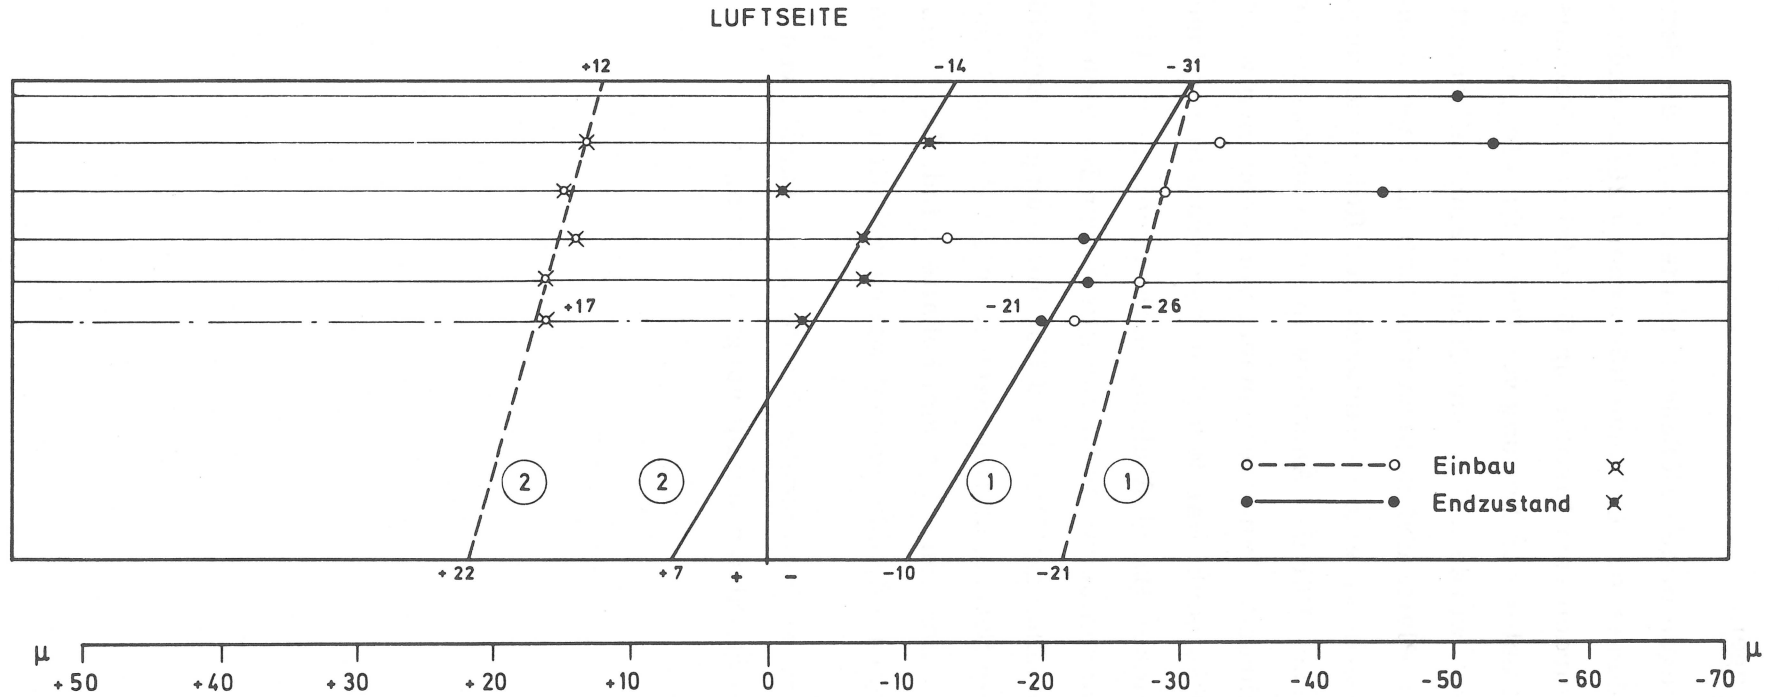 LUFTSEITE
+12 -14 -31
+17 -21 -26
2 2 1 1
Einbau
Endzustand
+22 +7 + - -10 -21
μ μ
+50 +40 +30 +20 +10 0 -10 -20 -30 -40 -50 -60 -70